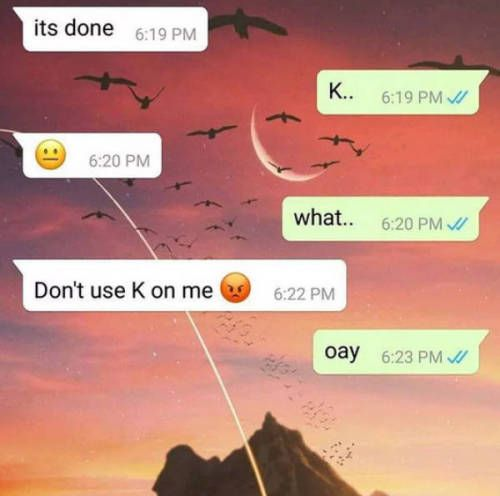 its done 6:19 PM
K.. 6:19 PM
😐 6:20 PM
what.. 6:20 PM
Don't use K on me 😡 6:22 PM
oay 6:23 PM